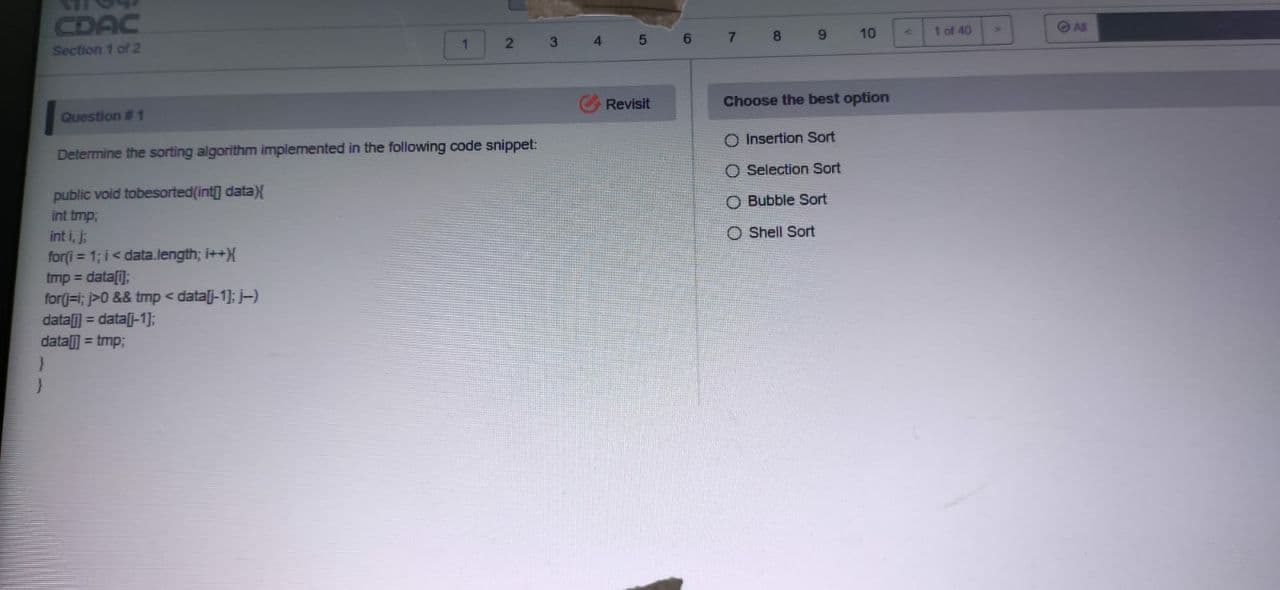 CDAC
Section 1 of 2
1 2 3 4 5 6 7 8 9 10 < 1 of 40 > All
Question # 1
Revisit
Determine the sorting algorithm implemented in the following code snippet:
public void tobesorted(int[] data){
int tmp;
int i, j;
for(i = 1; i < data.length; i++){
tmp = data[i];
for(j=i; j>0 && tmp < data[j-1]; j--)
data[j] = data[j-1];
data[j] = tmp;
}
}
Choose the best option
Insertion Sort
Selection Sort
Bubble Sort
Shell Sort